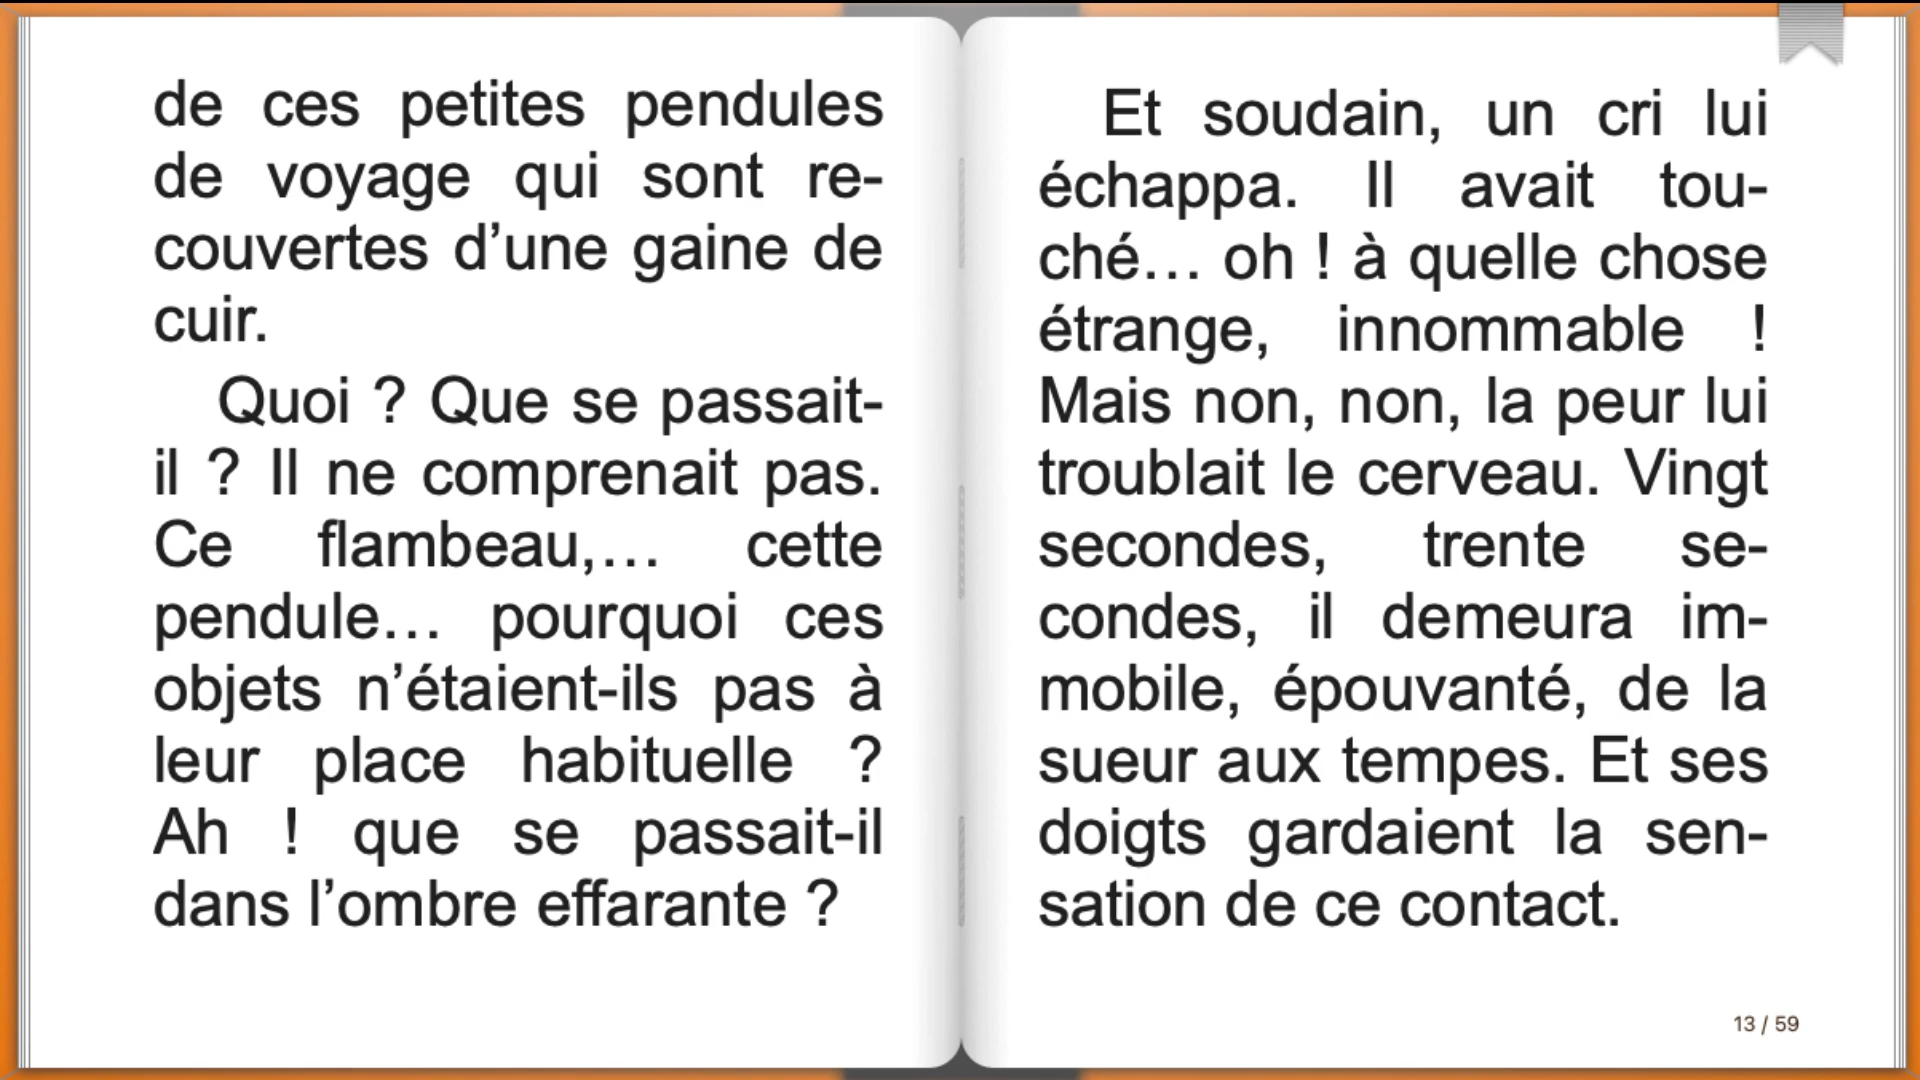 de ces petites pendules
de voyage qui sont re-
couvertes d’une gaine de
cuir.
Quoi ? Que se passait-
il ? Il ne comprenait pas.
Ce flambeau,… cette
pendule… pourquoi ces
objets n’étaient-ils pas à
leur place habituelle ?
Ah ! que se passait-il
dans l’ombre effarante ?
Et soudain, un cri lui
échappa. Il avait tou-
ché… oh ! à quelle chose
étrange, innommable !
Mais non, non, la peur lui
troublait le cerveau. Vingt
secondes, trente se-
condes, il demeura im-
mobile, épouvanté, de la
sueur aux tempes. Et ses
doigts gardaient la sen-
sation de ce contact.
13 / 59